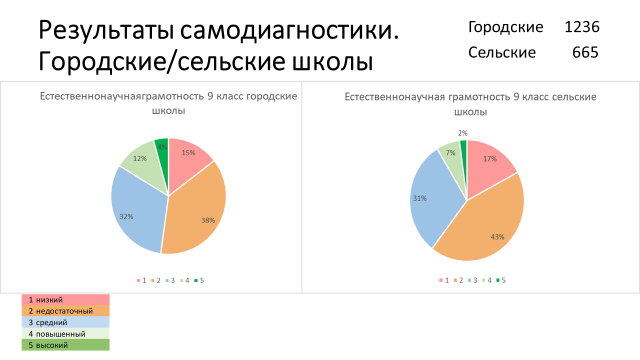 Результаты самодиагностики.
Городские/сельские школы
Городские 1236
Сельские 665
Естественнонаучнаяграмотность 9 класс городские
школы
15%
38%
32%
12%
4%
1 2 3 4 5
Естественнонаучная грамотность 9 класс сельские
школы
17%
43%
31%
7%
2%
1 2 3 4 5
1 низкий
2 недостаточный
3 средний
4 повышенный
5 высокий